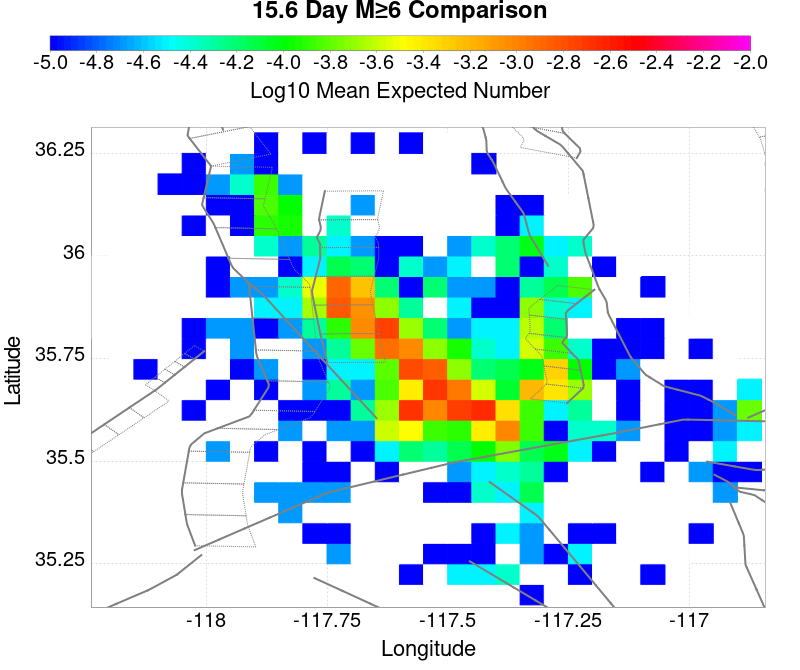 15.6 Day M≥6 Comparison
-5.0 -4.8 -4.6 -4.4 -4.2 -4.0 -3.8 -3.6 -3.4 -3.2 -3.0 -2.8 -2.6 -2.4 -2.2 -2.0
Log10 Mean Expected Number
36.25
36
35.75
35.5
35.25
Latitude
-118 -117.75 -117.5 -117.25 -117
Longitude